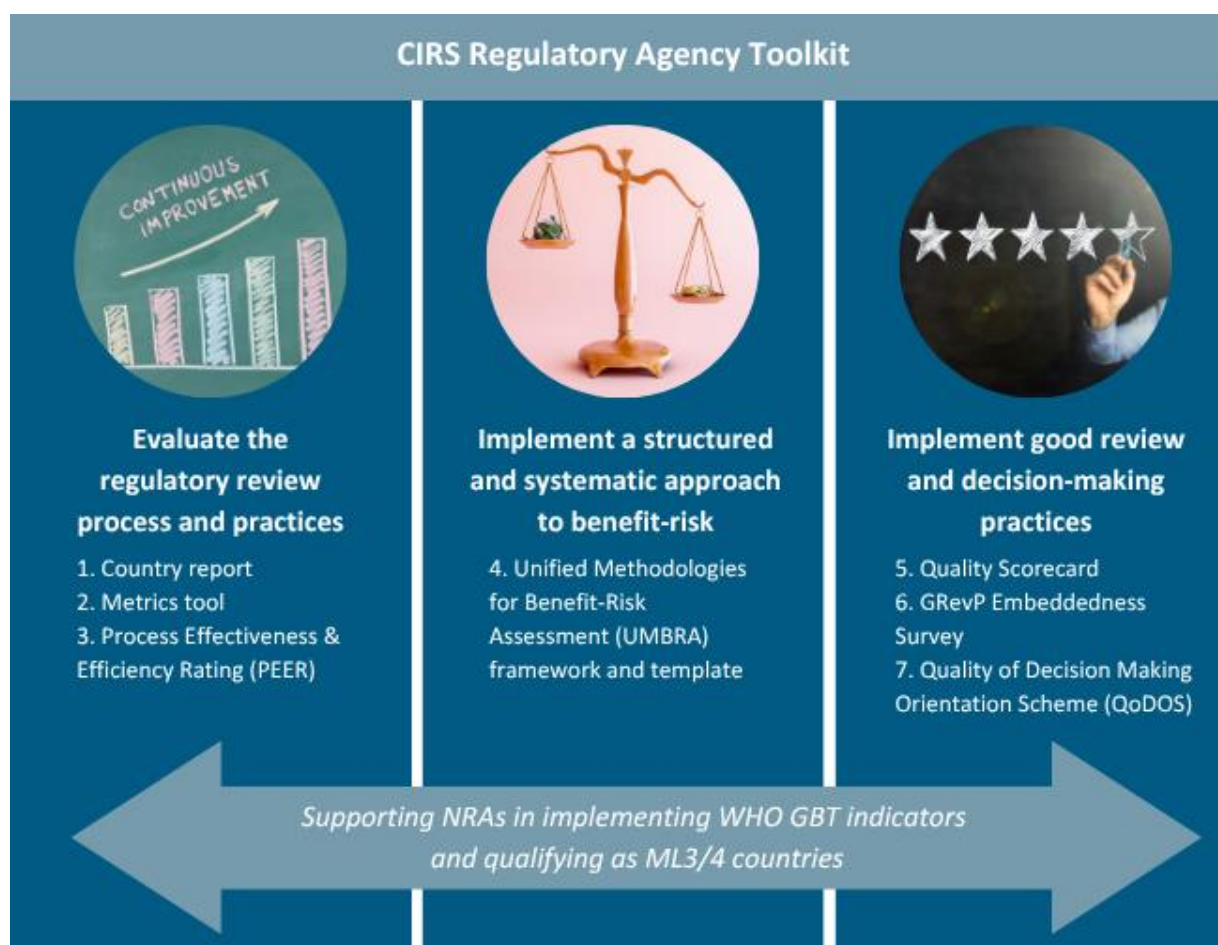 CIRS Regulatory Agency Toolkit
CONTINUOUS
IMPROVEMENT
Evaluate the
regulatory review
process and practices
1. Country report
2. Metrics tool
3. Process Effectiveness &
Efficiency Rating (PEER)
Implement a structured
and systematic approach
to benefit-risk
4. Unified Methodologies
for Benefit-Risk
Assessment (UMBRA)
framework and template
Implement good review
and decision-making
practices
5. Quality Scorecard
6. GRevP Embeddedness
Survey
7. Quality of Decision Making
Orientation Scheme (QoDOS)
Supporting NRAs in implementing WHO GBT indicators
and qualifying as ML3/4 countries